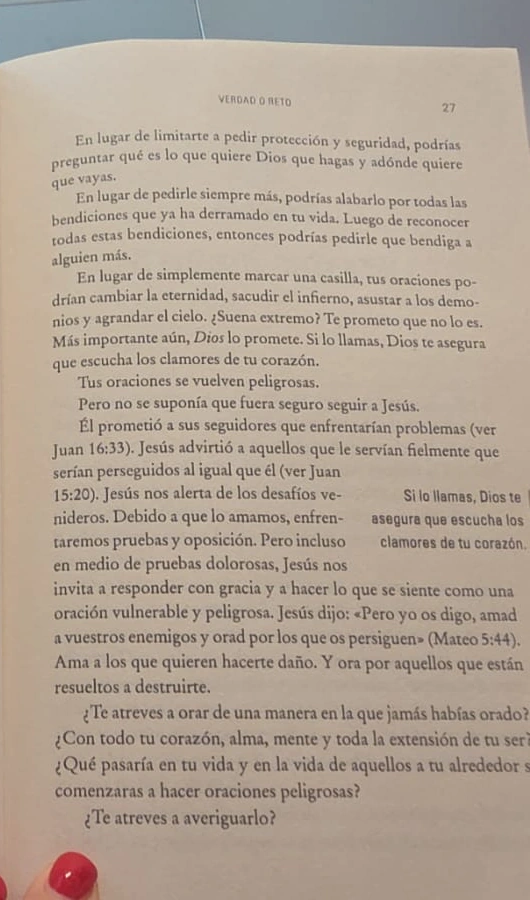 VERDAD O RETO
27
En lugar de limitarte a pedir protección y seguridad, podrías
preguntar qué es lo que quiere Dios que hagas y adónde quiere
que vayas.
En lugar de pedirle siempre más, podrías alabarlo por todas las
bendiciones que ya ha derramado en tu vida. Luego de reconocer
todas estas bendiciones, entonces podrías pedirle que bendiga a
alguien más.
En lugar de simplemente marcar una casilla, tus oraciones po-
drían cambiar la eternidad, sacudir el infierno, asustar a los demo-
nios y agrandar el cielo. ¿Suena extremo? Te prometo que no lo es.
Más importante aún, Dios lo promete. Si lo llamas, Dios te asegura
que escucha los clamores de tu corazón.
Tus oraciones se vuelven peligrosas.
Pero no se suponía que fuera seguro seguir a Jesús.
Él prometió a sus seguidores que enfrentarían problemas (ver
Juan 16:33). Jesús advirtió a aquellos que le servían fielmente que
serían perseguidos al igual que él (ver Juan
15:20). Jesús nos alerta de los desafíos ve-
nideros. Debido a que lo amamos, enfren-
taremos pruebas y oposición. Pero incluso
en medio de pruebas dolorosas, Jesús nos
Si lo llamas, Dios te
asegura que escucha los
clamores de tu corazón.
invita a responder con gracia y a hacer lo que se siente como una
oración vulnerable y peligrosa. Jesús dijo: «Pero yo os digo, amad
a vuestros enemigos y orad por los que os persiguen» (Mateo 5:44).
Ama a los que quieren hacerte daño. Y ora por aquellos que están
resueltos a destruirte.
¿Te atreves a orar de una manera en la que jamás habías orado?
¿Con todo tu corazón, alma, mente y toda la extensión de tu ser?
¿Qué pasaría en tu vida y en la vida de aquellos a tu alrededor s
comenzaras a hacer oraciones peligrosas?
¿Te atreves a averiguarlo?